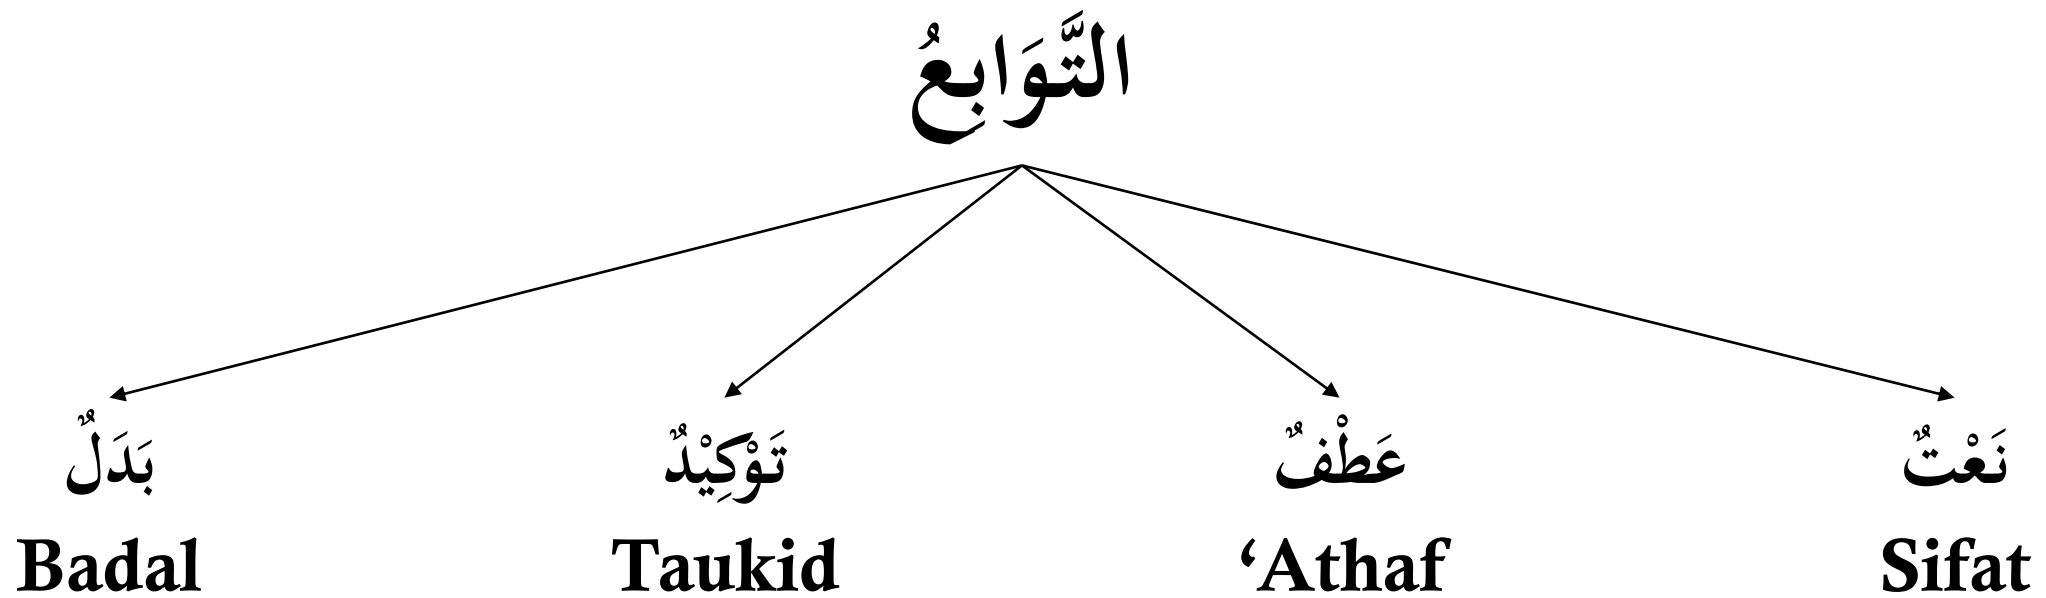 التَّوَابِعُ
نَعْتٌ
عَطْفٌ
تَوْكِيْدٌ
بَدَلٌ
Badal
Taukid
‘Athaf
Sifat